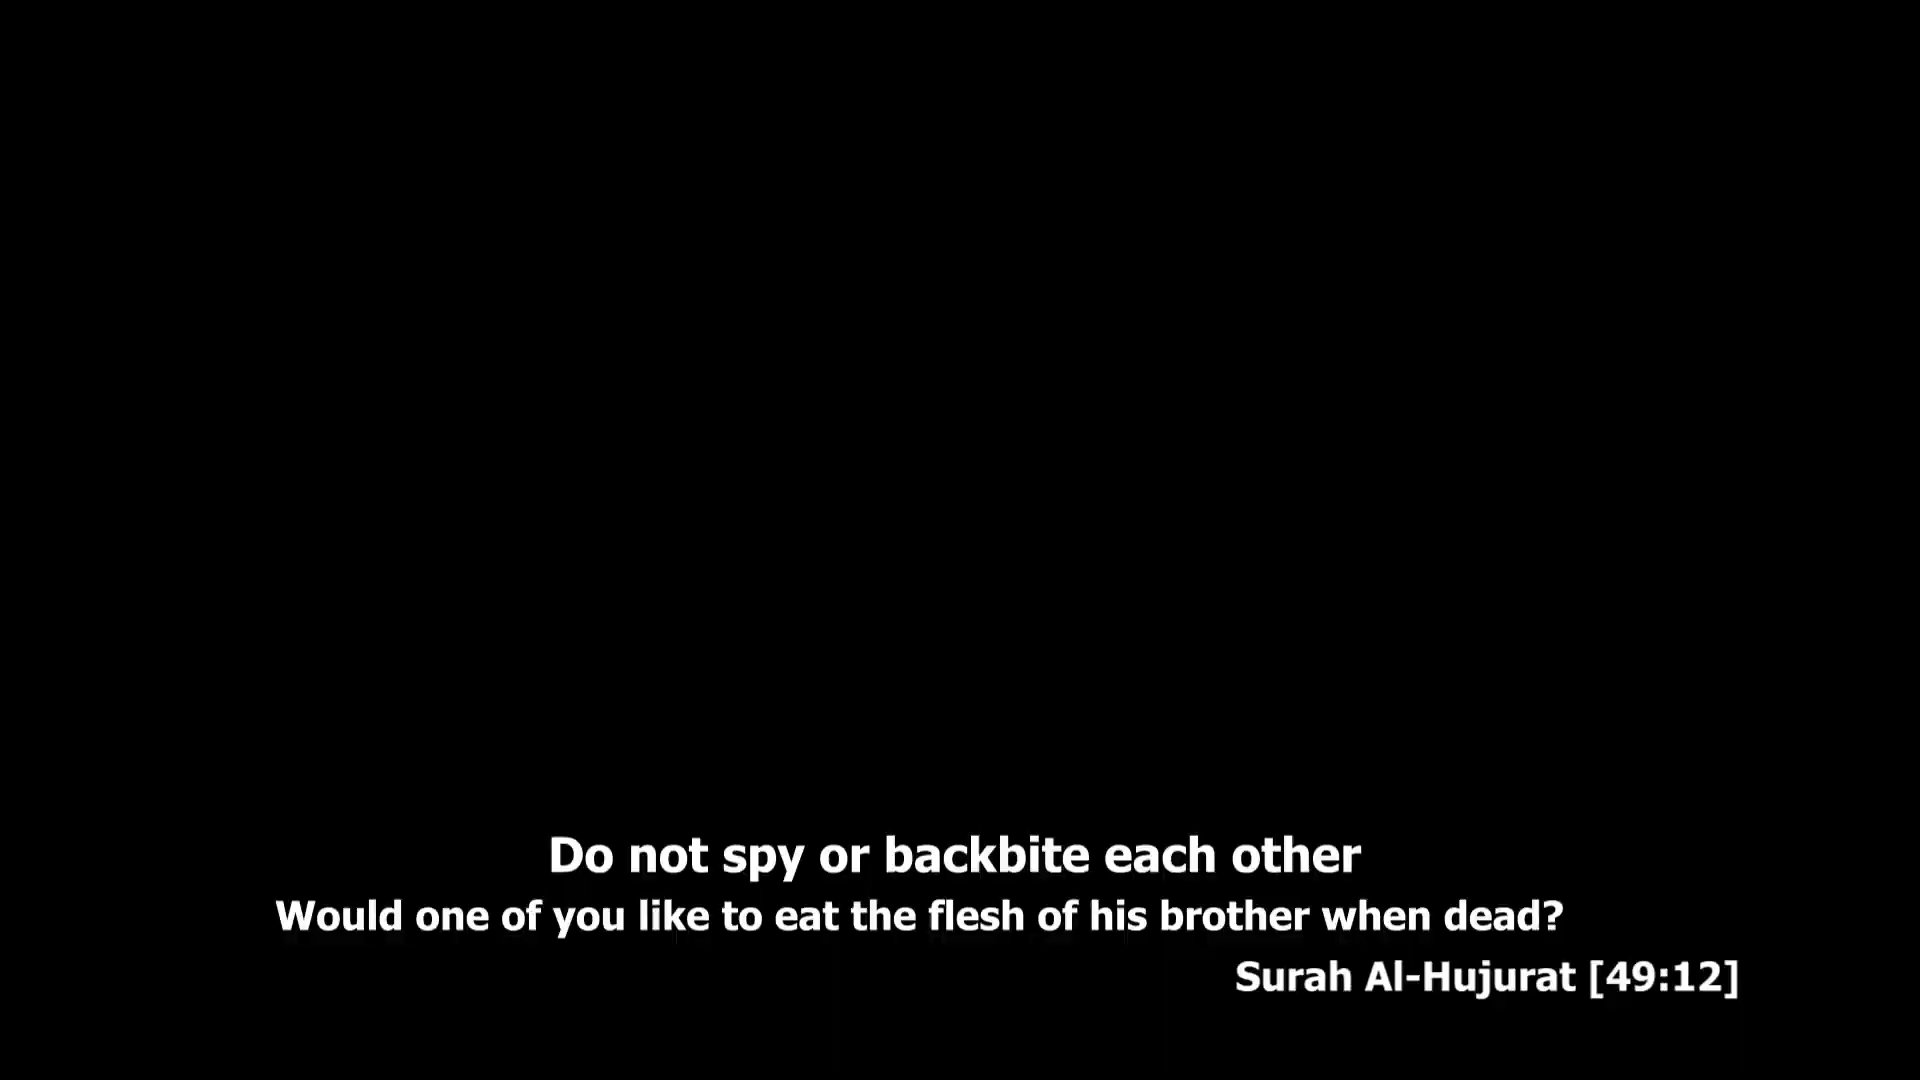 Do not spy or backbite each other
Would one of you like to eat the flesh of his brother when dead?
Surah Al-Hujurat [49:12]